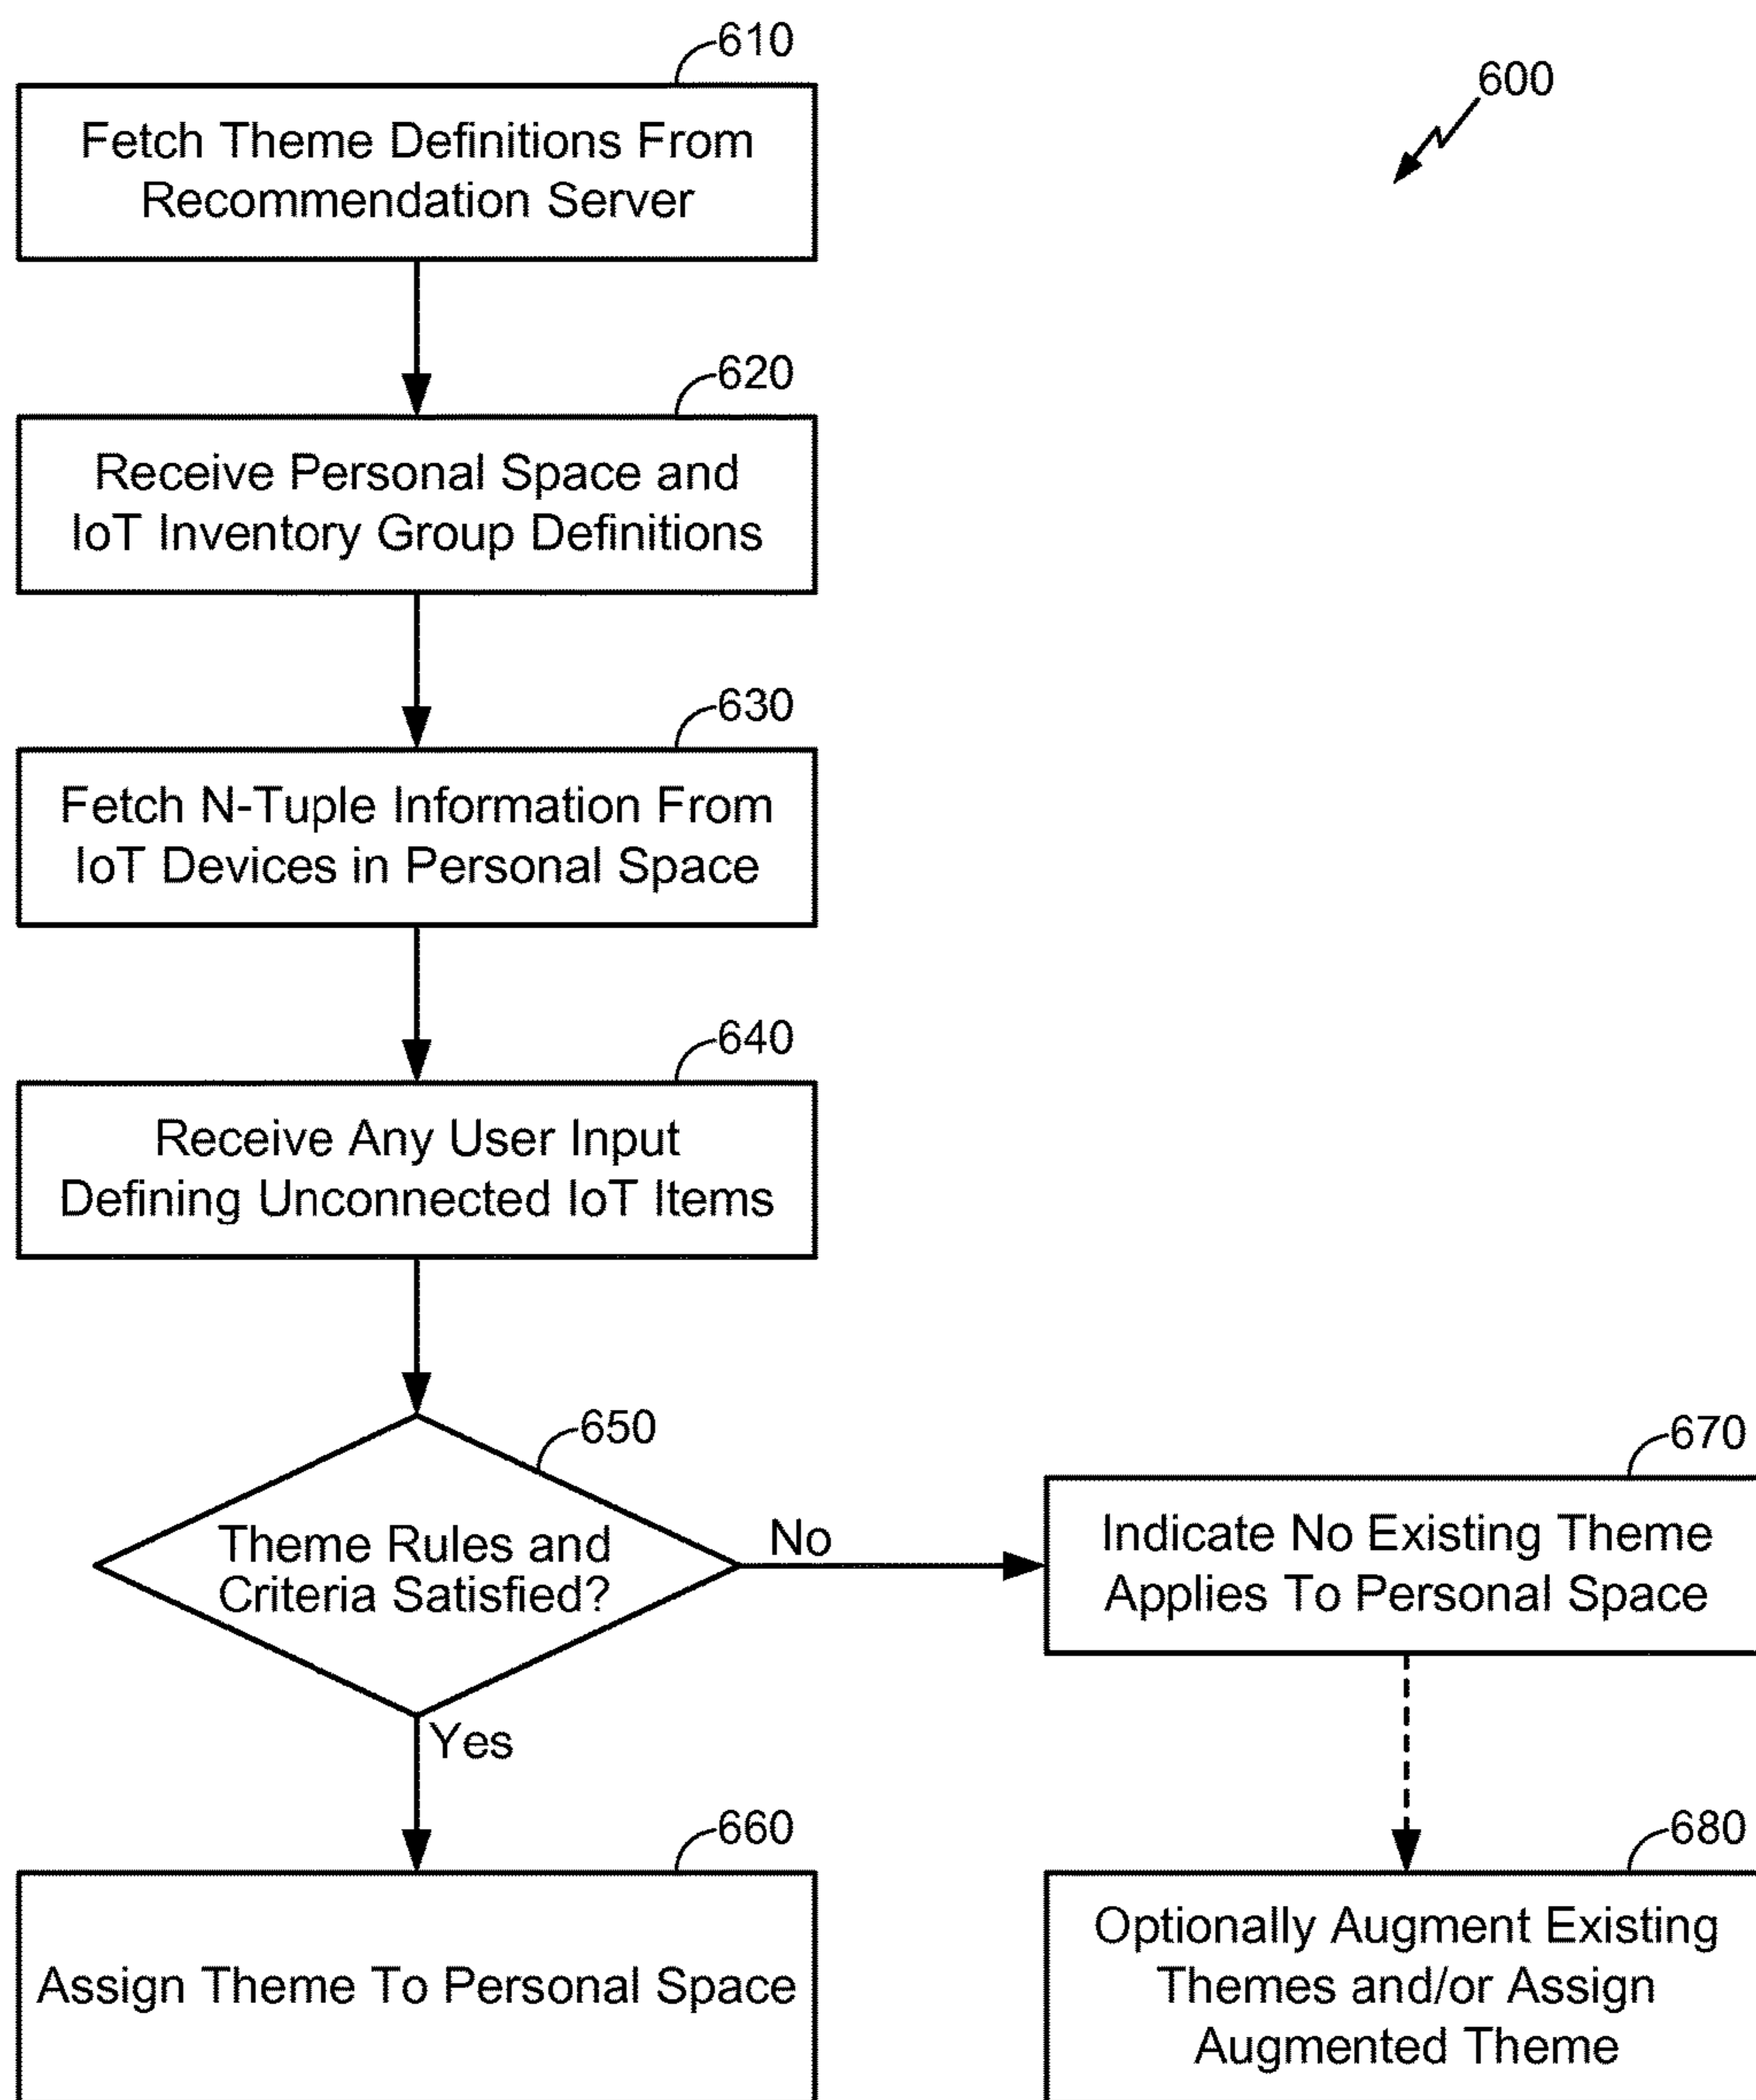 610
600
Fetch Theme Definitions From
Recommendation Server
620
Receive Personal Space and
IoT Inventory Group Definitions
630
Fetch N-Tuple Information From
IoT Devices in Personal Space
640
Receive Any User Input
Defining Unconnected IoT Items
650
Theme Rules and
Criteria Satisfied?
No
670
Indicate No Existing Theme
Applies To Personal Space
Yes
660
Assign Theme To Personal Space
680
Optionally Augment Existing
Themes and/or Assign
Augmented Theme